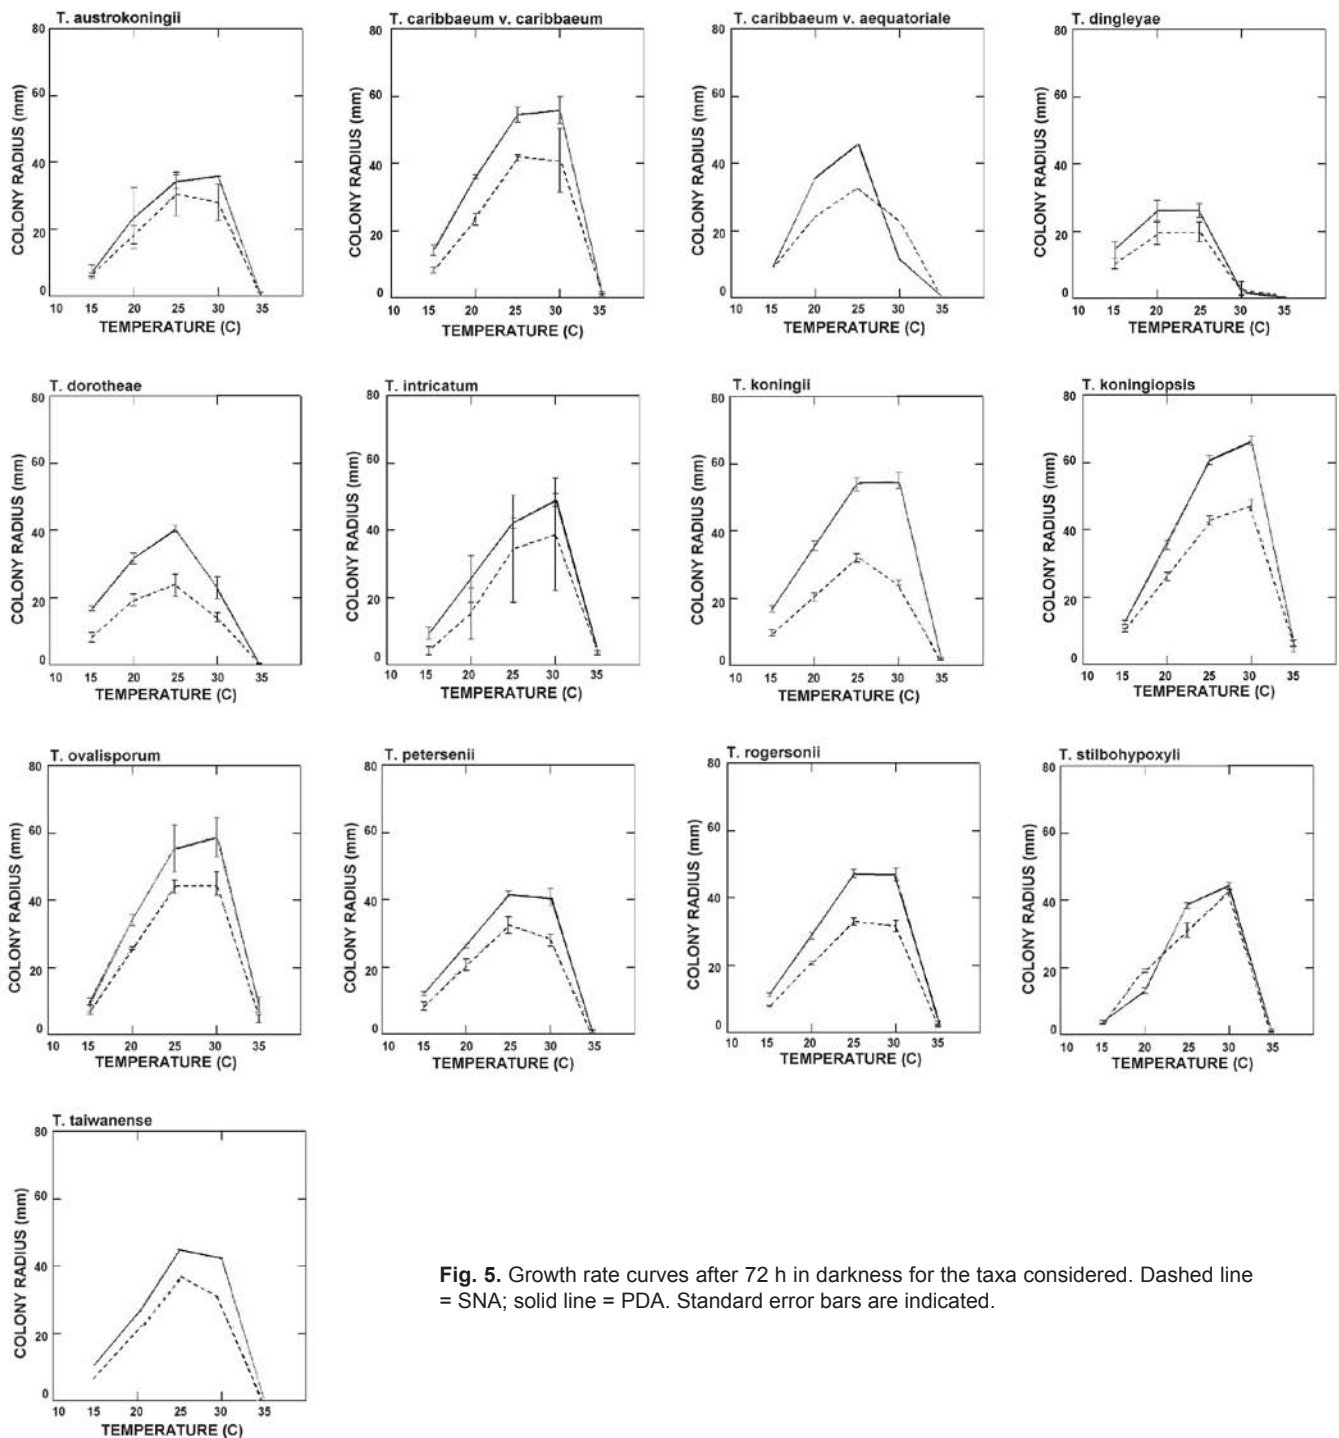 T. austrokoningii
80
60
40
20
0
COLONY RADIUS (mm)
10 15 20 25 30 35
TEMPERATURE (C)
T. caribbaeum v. caribbaeum
80
60
40
20
0
COLONY RADIUS (mm)
10 15 20 25 30 35
TEMPERATURE (C)
T. caribbaeum v. aequatoriale
80
60
40
20
0
COLONY RADIUS (mm)
10 15 20 25 30 35
TEMPERATURE (C)
T. dingleyae
80
60
40
20
0
COLONY RADIUS (mm)
10 15 20 25 30 35
TEMPERATURE (C)
T. dorotheae
80
60
40
20
0
COLONY RADIUS (mm)
10 15 20 25 30 35
TEMPERATURE (C)
T. intricatum
80
60
40
20
0
COLONY RADIUS (mm)
10 15 20 25 30 35
TEMPERATURE (C)
T. koningii
80
60
40
20
0
COLONY RADIUS (mm)
10 15 20 25 30 35
TEMPERATURE (C)
T. koningiopsis
80
60
40
20
0
COLONY RADIUS (mm)
10 15 20 25 30 35
TEMPERATURE (C)
T. ovalisporum
80
60
40
20
0
COLONY RADIUS (mm)
10 15 20 25 30 35
TEMPERATURE (C)
T. petersenii
80
60
40
20
0
COLONY RADIUS (mm)
10 15 20 25 30 35
TEMPERATURE (C)
T. rogersonii
80
60
40
20
0
COLONY RADIUS (mm)
10 15 20 25 30 35
TEMPERATURE (C)
T. stilbohypoxyli
80
60
40
20
0
COLONY RADIUS (mm)
10 15 20 25 30 35
TEMPERATURE (C)
T. taiwanense
80
60
40
20
0
COLONY RADIUS (mm)
10 15 20 25 30 35
TEMPERATURE (C)
Fig. 5. Growth rate curves after 72 h in darkness for the taxa considered. Dashed line
= SNA; solid line = PDA. Standard error bars are indicated.